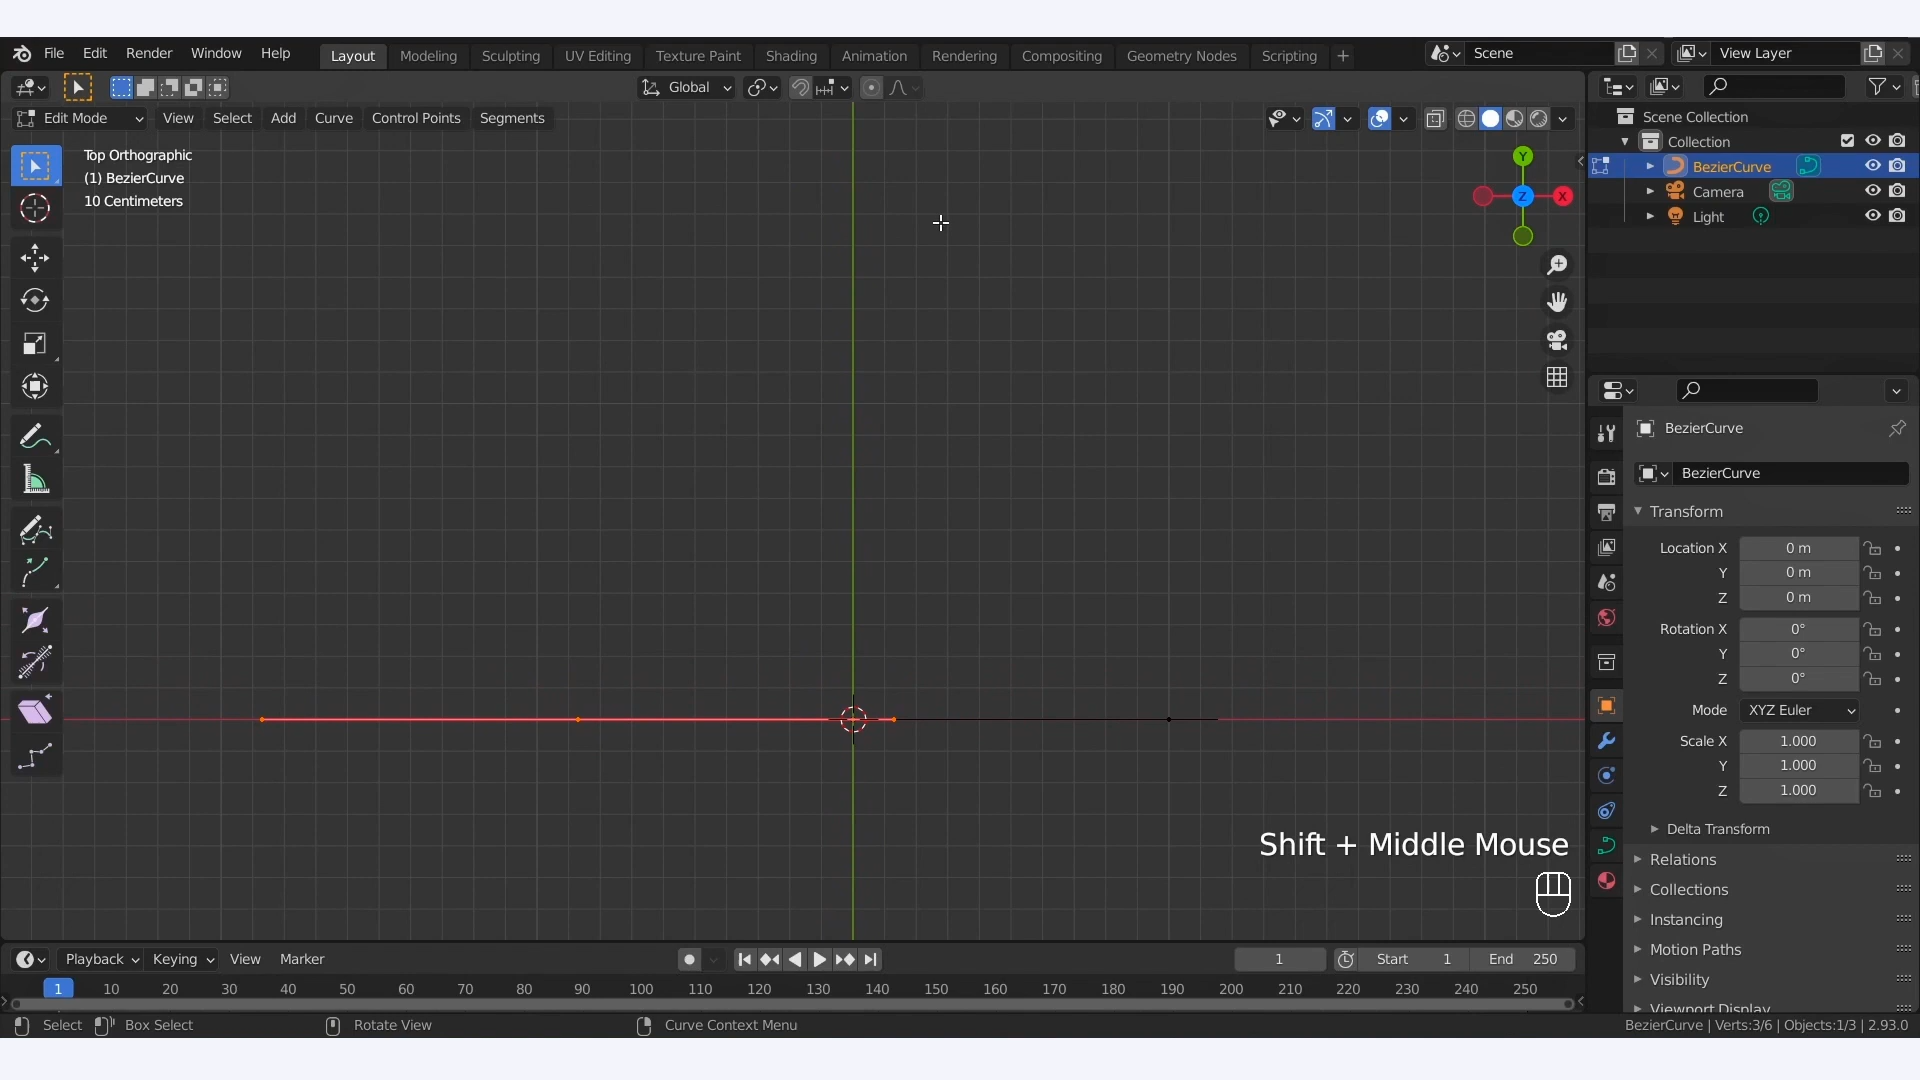 File Edit Render Window Help Layout Modeling Sculpting UV Editing Texture Paint Shading Animation Rendering Compositing Geometry Nodes Scripting + Scene View Layer
Global
Edit Mode View Select Add Curve Control Points Segments
Top Orthographic
(1) BezierCurve
10 Centimeters
Y
X
Z
Scene Collection
Collection
BezierCurve
Camera
Light
BezierCurve
BezierCurve
Transform
Location X 0 m
Y 0 m
Z 0 m
Rotation X 0°
Y 0°
Z 0°
Mode XYZ Euler
Scale X 1.000
Y 1.000
Z 1.000
Delta Transform
Relations
Collections
Instancing
Motion Paths
Visibility
Viewport Display
Shift + Middle Mouse
Playback Keying View Marker 1 Start 1 End 250
1 10 20 30 40 50 60 70 80 90 100 110 120 130 140 150 160 170 180 190 200 210 220 230 240 250
Select Box Select Rotate View Curve Context Menu BezierCurve | Verts:3/6 | Objects:1/3 | 2.93.0